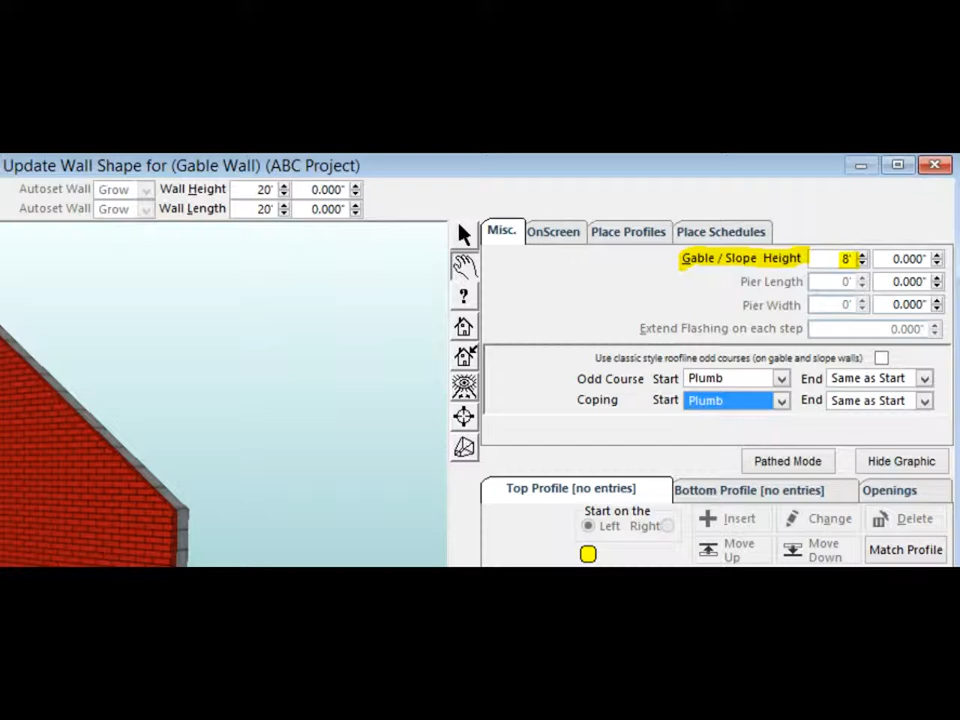 Update Wall Shape for (Gable Wall) (ABC Project)
Autoset Wall Grow Wall Height 20' 0.000"
Autoset Wall Grow Wall Length 20' 0.000"
Misc. OnScreen Place Profiles Place Schedules
Gable / Slope Height 8' 0.000"
Pier Length 0' 0.000"
Pier Width 0' 0.000"
Extend Flashing on each step 0.000"
Use classic style roofline odd courses (on gable and slope walls)
Odd Course Start Plumb End Same as Start
Coping Start Plumb End Same as Start
?
Pathed Mode Hide Graphic
Top Profile [no entries] Bottom Profile [no entries] Openings
Start on the
Left Right
Insert Change Delete
Move Up Move Down Match Profile